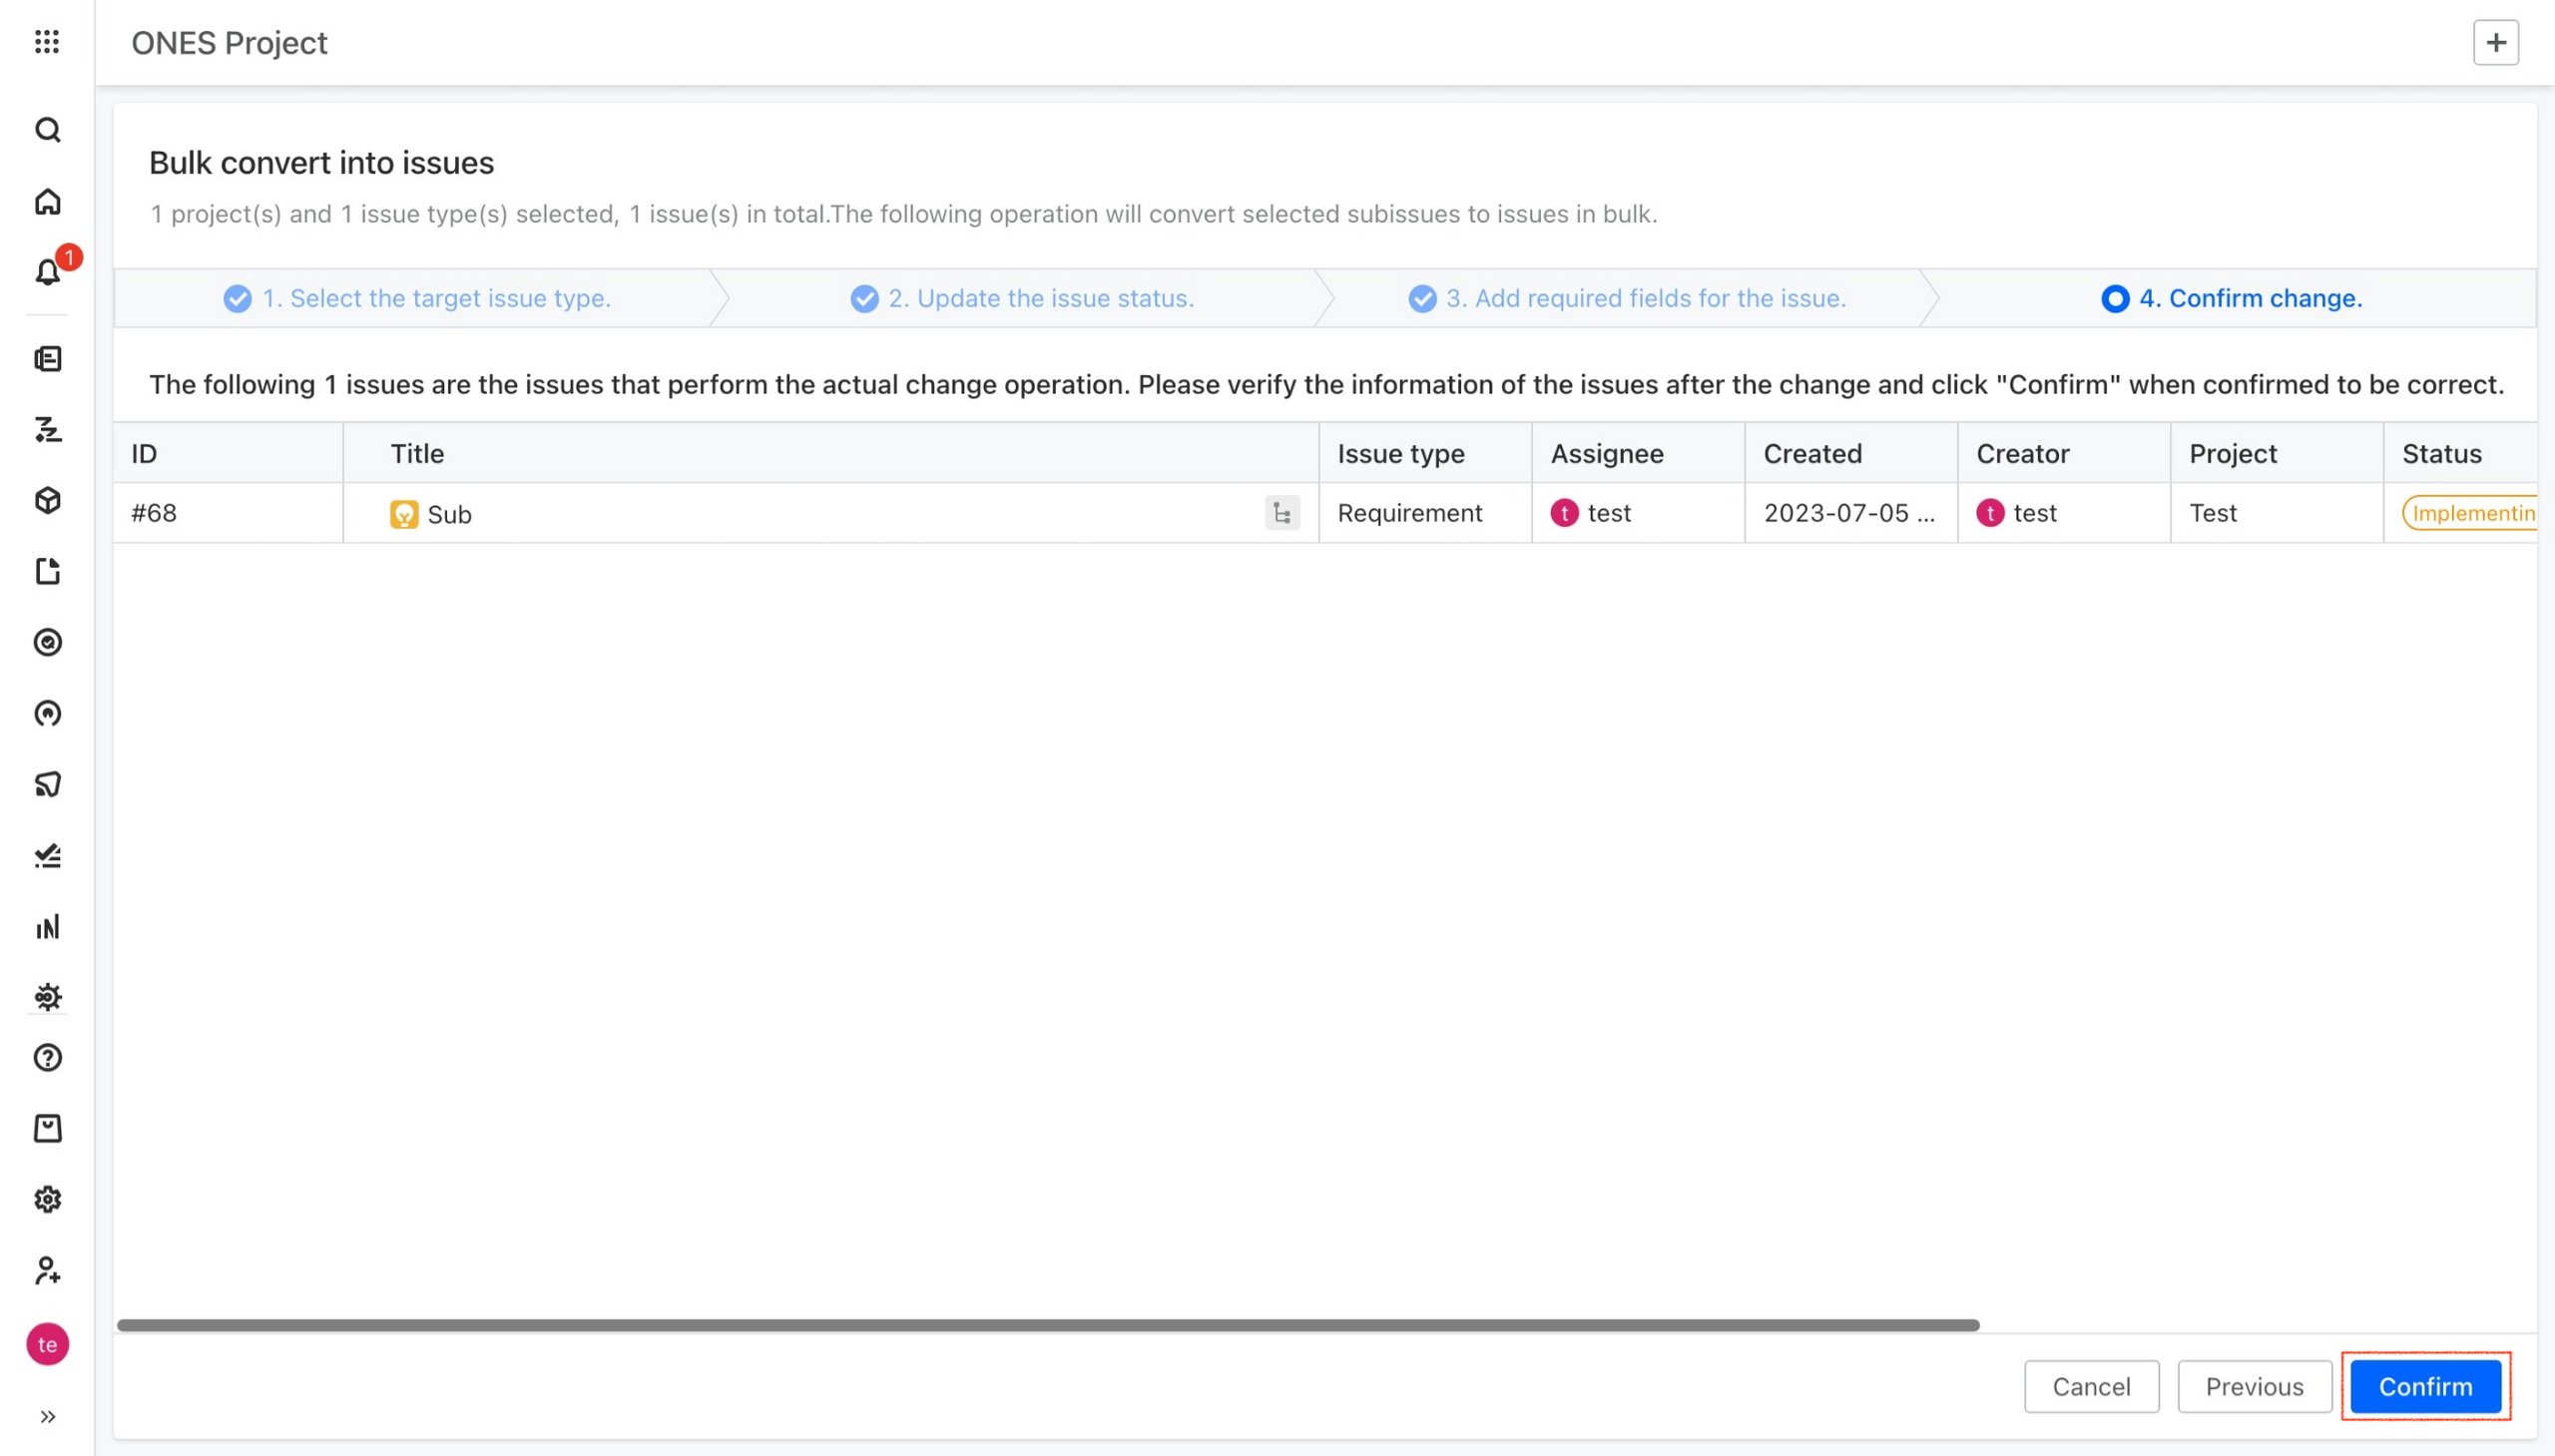 ONES Project
Bulk convert into issues
1 project(s) and 1 issue type(s) selected, 1 issue(s) in total.The following operation will convert selected subissues to issues in bulk.
1
1. Select the target issue type. 2. Update the issue status. 3. Add required fields for the issue. 4. Confirm change.
The following 1 issues are the issues that perform the actual change operation. Please verify the information of the issues after the change and click "Confirm" when confirmed to be correct.
ID Title Issue type Assignee Created Creator Project Status
#68 Sub Requirement t test 2023-07-05 ... t test Test Implementin
te
Cancel Previous Confirm